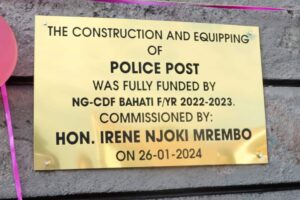 THE CONSTRUCTION AND EQUIPPING
OF
POLICE POST
WAS FULLY FUNDED BY
NG-CDF BAHATI F/YR 2022-2023.
COMMISSIONED BY:
HON. IRENE NJOKI MREMBO
ON 26-01-2024